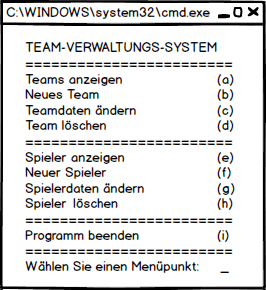 C:\WINDOWS\system32\cmd.exe
TEAM-VERWALTUNGS-SYSTEM
=========================
Teams anzeigen (a)
Neues Team (b)
Teamdaten ändern (c)
Team löschen (d)
=========================
Spieler anzeigen (e)
Neuer Spieler (f)
Spielerdaten ändern (g)
Spieler löschen (h)
=========================
Programm beenden (i)
=========================
Wählen Sie einen Menüpunkt: _